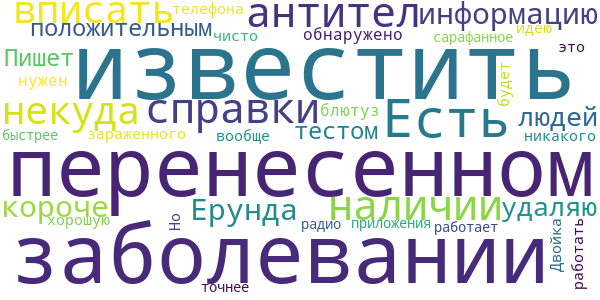 вписать
телефона
антител
информацию
положительным
чисто
обнаружено
сарафанное
идею
Пишет
известить
это
нужен
будет
некуда
справки
блютуз
Есть
людей
быстрее
зараженного
вообще
тестом
никакого
перенесенном
короче
Ерунда
наличии
удаляю
хорошую
Но
радио
приложения
работает
Двойка
работать
заболевании
точнее